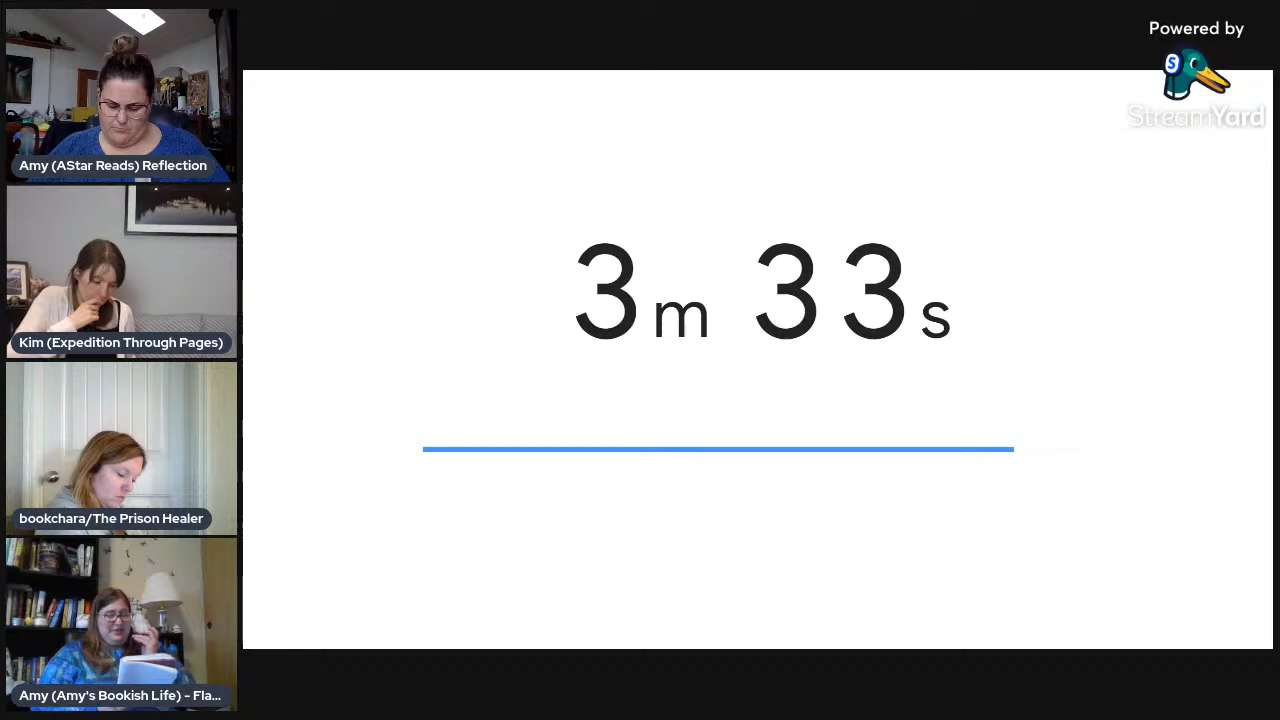 Powered by
StreamYard
3m 33s
Amy (AStar Reads) Reflection
Kim (Expedition Through Pages)
bookchara/The Prison Healer
Amy (Amy's Bookish Life) - Fla...